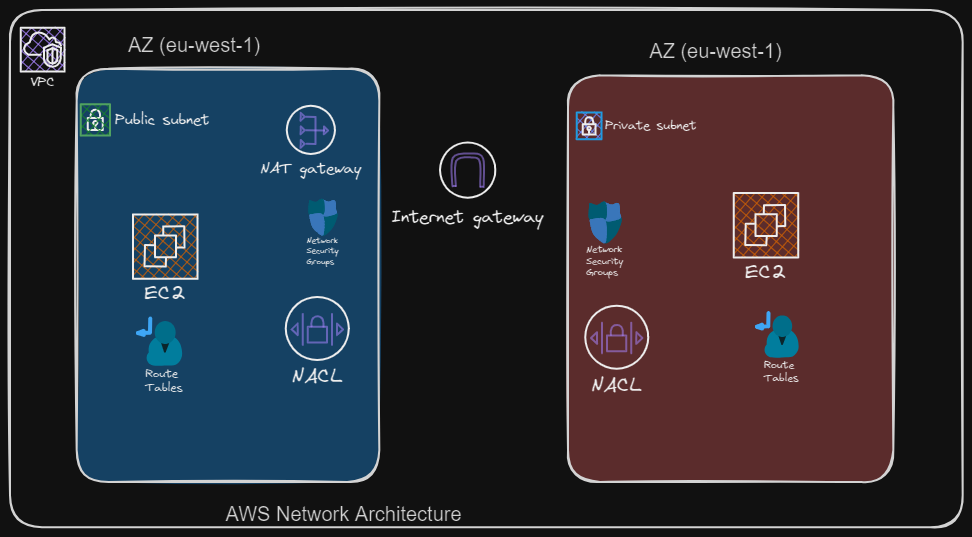 AZ (eu-west-1)
AZ (eu-west-1)
VPC
Public subnet
NAT gateway
Network
Security
Groups
EC2
Route
Tables
NACL
Internet gateway
Private subnet
Network
Security
Groups
EC2
NACL
Route
Tables
AWS Network Architecture